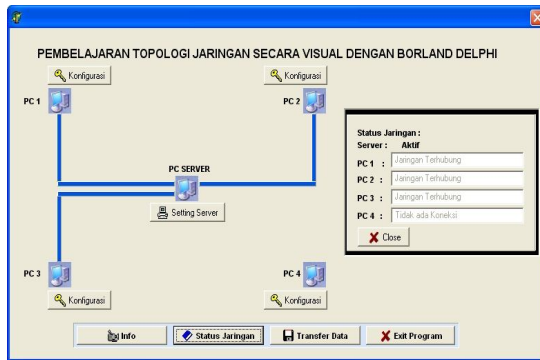 PEMBELAJARAN TOPOLOGI JARINGAN SECARA VISUAL DENGAN BORLAND DELPHI
Konfigurasi
Konfigurasi
PC 1
PC 2
Status Jaringan :
Server : Aktif
PC 1 : Jaringan Terhubung
PC 2 : Jaringan Terhubung
PC 3 : Jaringan Terhubung
PC 4 : Tidak ada Koneksi
Close
PC SERVER
Setting Server
PC 3
PC 4
Konfigurasi
Konfigurasi
Info
Status Jaringan
Transfer Data
Exit Program